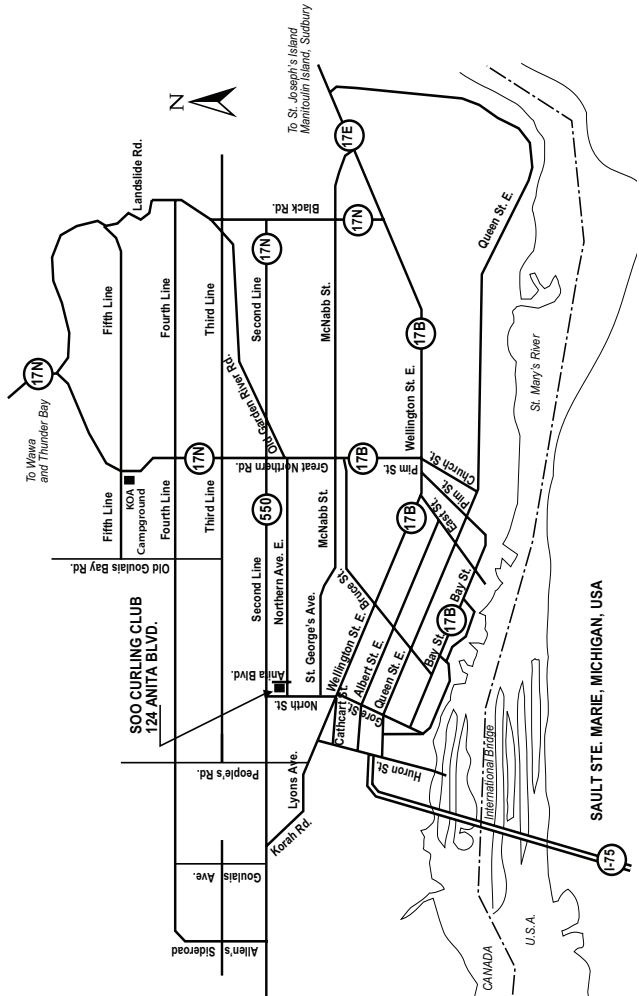 To Wawa
and Thunder Bay
17N
N
Landslide Rd.
Fifth Line
Fifth Line
KOA
Campground
Fourth Line
Fourth Line
17N
Third Line
Third Line
Old Goulais Bay Rd.
Old Garden River Rd.
Great Northern Rd.
Black Rd.
To St. Joseph's Island
Manitoulin Island, Sudbury
SOO CURLING CLUB
124 ANITA BLVD.
Second Line
550
Second Line
17N
Northern Ave. E.
Anita Blvd.
North St.
St. George's Ave.
McNabb St.
McNabb St.
17N
17E
People's Rd.
Goulais
Ave.
Allen's
Sideroad
Korah Rd.
Lyons Ave.
Cathcart St.
Wellington St. E.
Bruce St.
17B
Pim St.
Wellington St. E.
17B
17B
Albert St. E.
Queen St. E.
Gore St.
East St.
Pim St.
Church St.
Queen St. E.
Huron St.
Bay St.
Bay St.
17B
International Bridge
St. Mary's River
CANADA
U.S.A.
I-75
SAULT STE. MARIE, MICHIGAN, USA